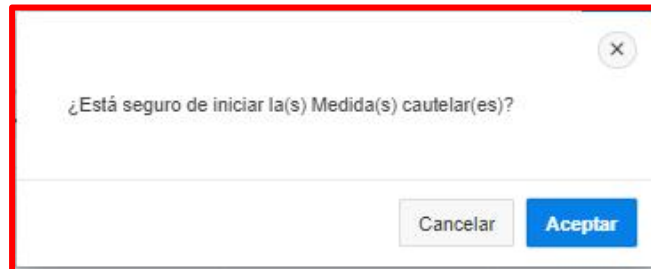 ¿Está seguro de iniciar la(s) Medida(s) cautelar(es)?
Cancelar Aceptar